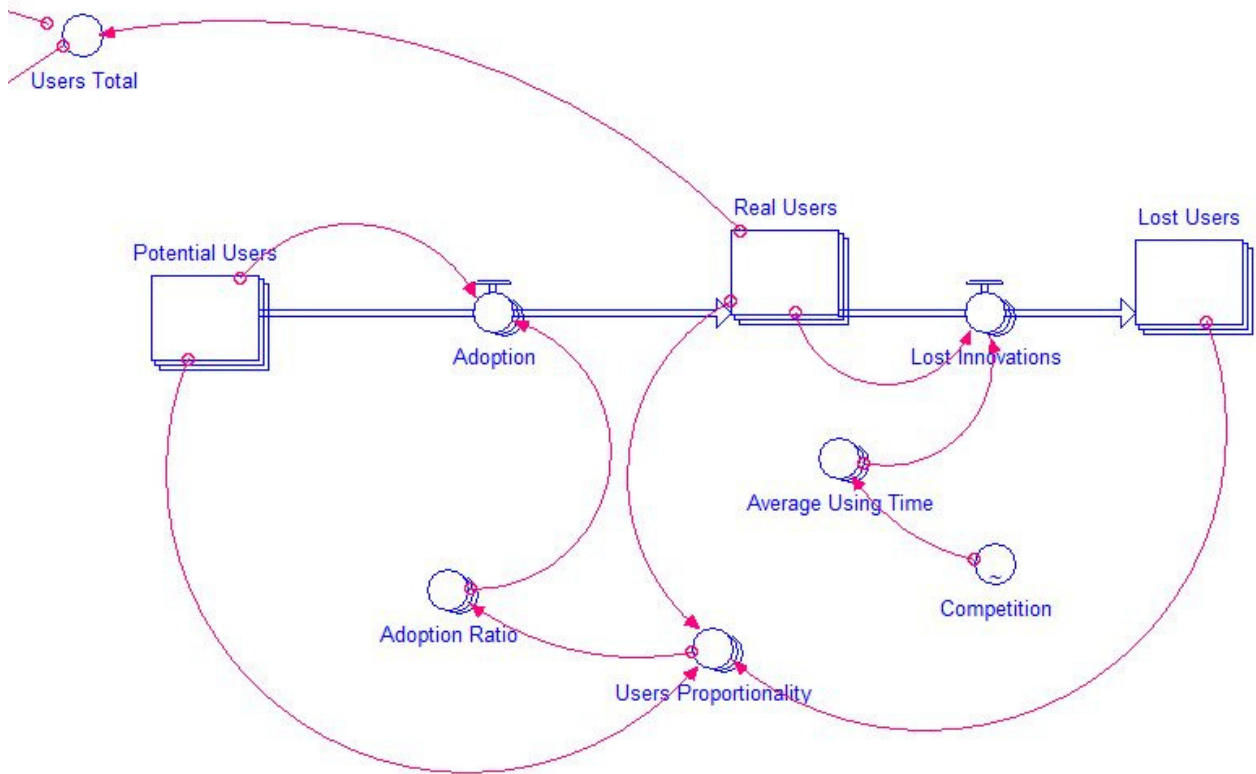 Users Total
Real Users
Lost Users
Potential Users
Adoption
Lost Innovations
Average Using Time
Competition
Adoption Ratio
Users Proportionality
~